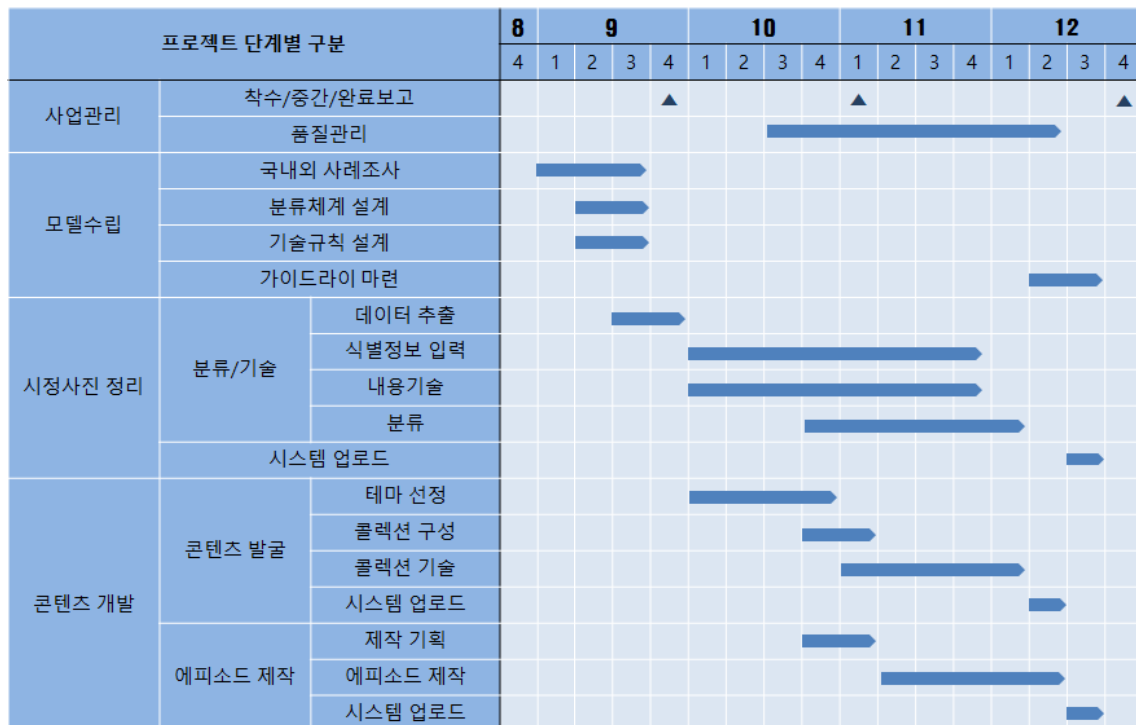 프로젝트 단계별 구분 8 9 10 11 12
4 1 2 3 4 1 2 3 4 1 2 3 4 1 2 3 4
사업관리
착수/중간/완료보고
품질관리
모델수립
국내외 사례조사
분류체계 설계
기술규칙 설계
가이드라이 마련
시정사진 정리
분류/기술
데이터 추출
식별정보 입력
내용기술
분류
시스템 업로드
콘텐츠 개발
콘텐츠 발굴
테마 선정
콜렉션 구성
콜렉션 기술
시스템 업로드
에피소드 제작
제작 기획
에피소드 제작
시스템 업로드